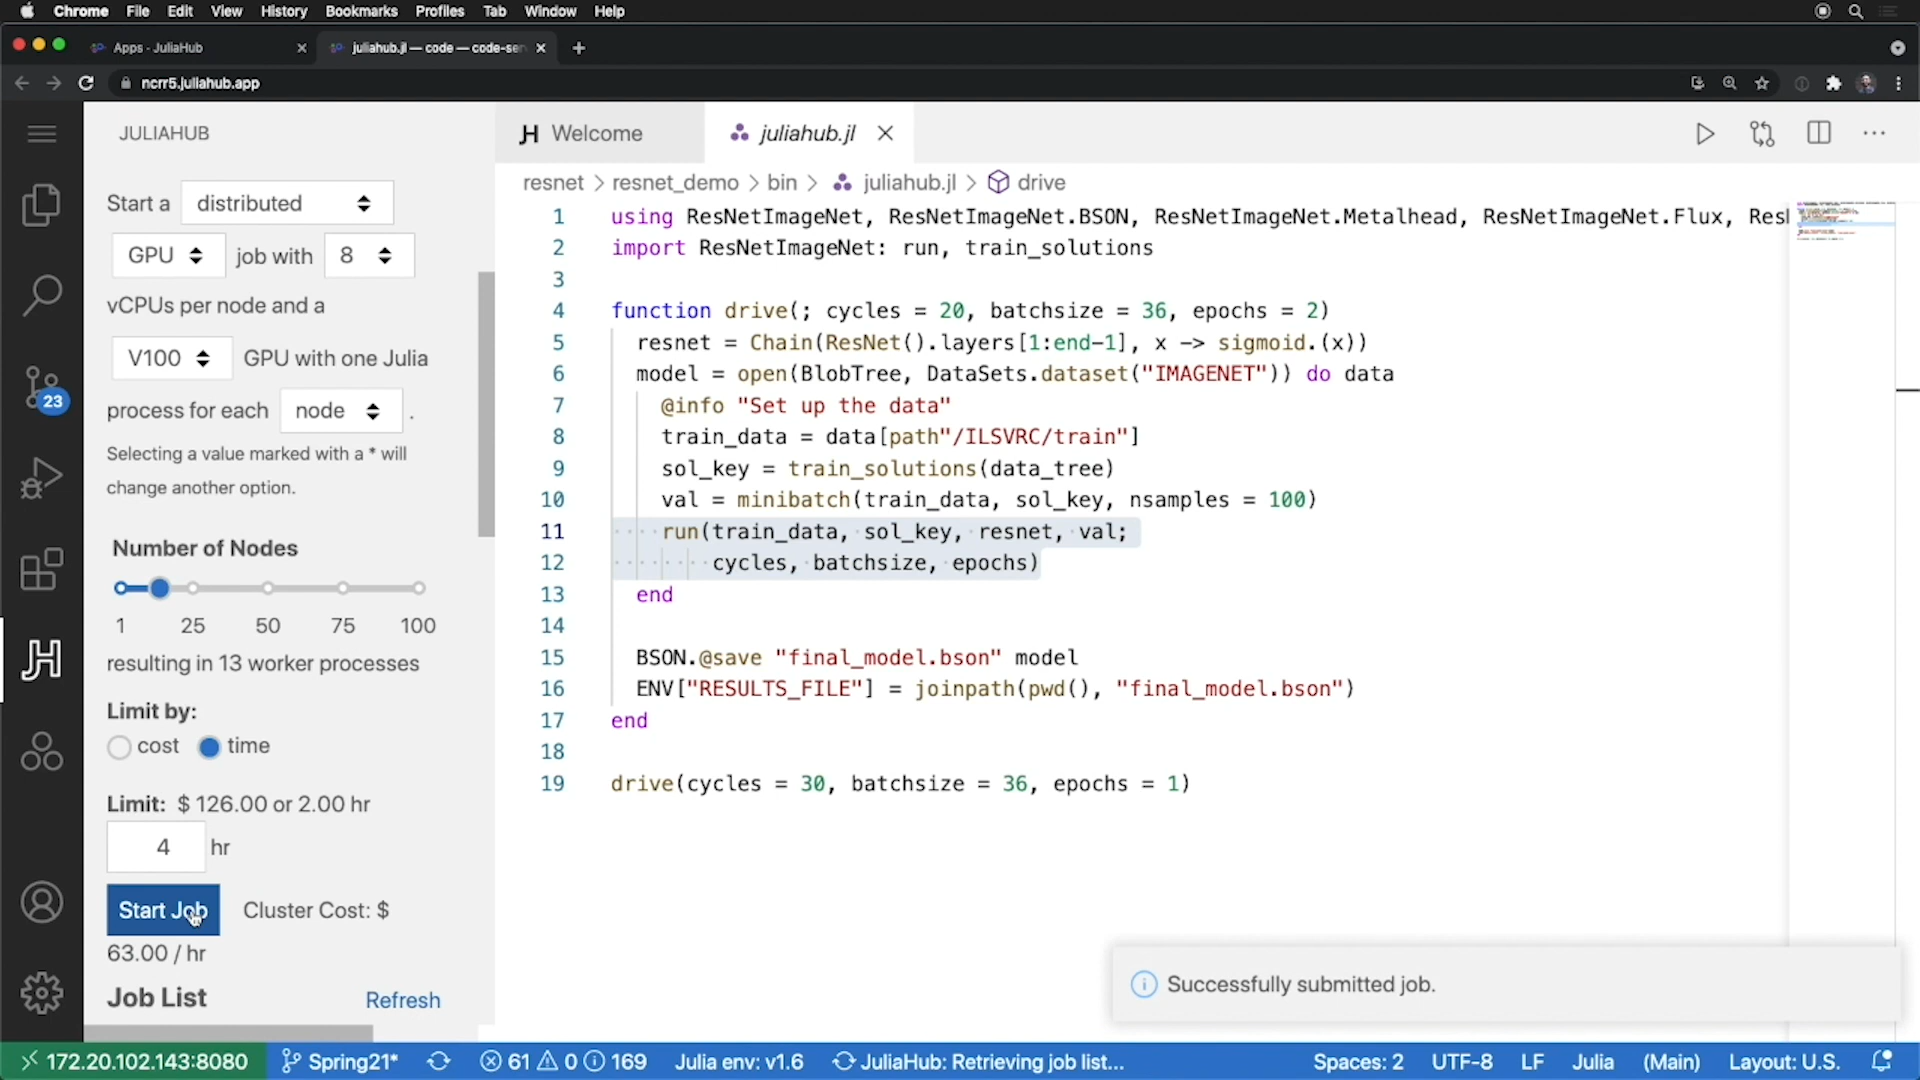 Chrome File Edit View History Bookmarks Profiles Tab Window Help
Apps - JuliaHub
juliahub.jl — code — code-ser
ncrr5.juliahub.app
JULIAHUB
Welcome
juliahub.jl
Start a distributed
GPU job with 8
vCPUs per node and a
V100 GPU with one Julia
process for each node .
Selecting a value marked with a * will
change another option.
Number of Nodes
1 25 50 75 100
resulting in 13 worker processes
Limit by:
cost time
Limit: $ 126.00 or 2.00 hr
4 hr
Start Job Cluster Cost: $
63.00 / hr
Job List Refresh
23
resnet > resnet_demo > bin > juliahub.jl > drive
1 using ResNetImageNet, ResNetImageNet.BSON, ResNetImageNet.Metalhead, ResNetImageNet.Flux, Res
2 import ResNetImageNet: run, train_solutions
3
4 function drive(; cycles = 20, batchsize = 36, epochs = 2)
5 resnet = Chain(ResNet().layers[1:end-1], x -> sigmoid.(x))
6 model = open(BlobTree, DataSets.dataset("IMAGENET")) do data
7 @info "Set up the data"
8 train_data = data[path"/ILSVRC/train"]
9 sol_key = train_solutions(data_tree)
10 val = minibatch(train_data, sol_key, nsamples = 100)
11 run(train_data, sol_key, resnet, val;
12 cycles, batchsize, epochs)
13 end
14
15 BSON.@save "final_model.bson" model
16 ENV["RESULTS_FILE"] = joinpath(pwd(), "final_model.bson")
17 end
18
19 drive(cycles = 30, batchsize = 36, epochs = 1)
Successfully submitted job.
172.20.102.143:8080 Spring21* 61 0 169 Julia env: v1.6 JuliaHub: Retrieving job list... Spaces: 2 UTF-8 LF Julia (Main) Layout: U.S.